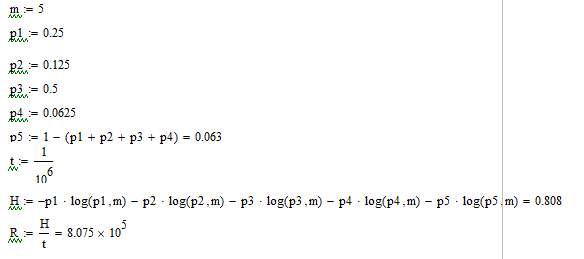 m := 5
p1 := 0.25
p2 := 0.125
p3 := 0.5
p4 := 0.0625
p5 := 1 − (p1 + p2 + p3 + p4) = 0.063
t := 1/10^6
H := −p1 · log(p1,m) − p2 · log(p2,m) − p3 · log(p3,m) − p4 · log(p4,m) − p5 · log(p5,m) = 0.808
R := H/t = 8.075 × 10^5